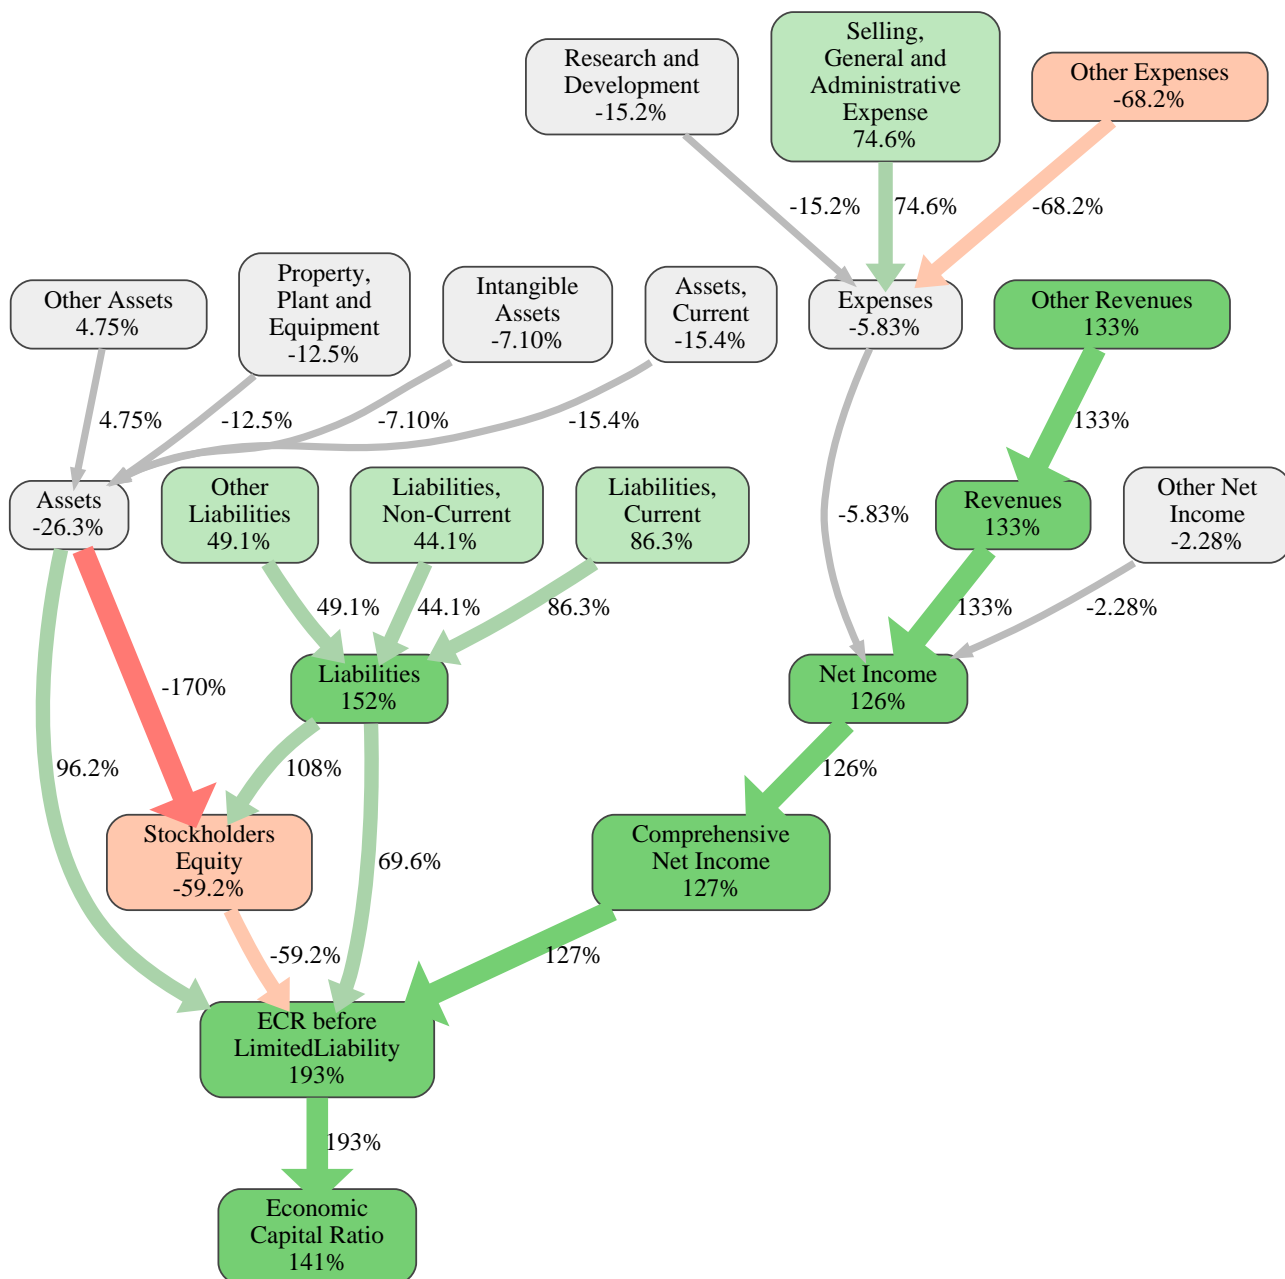 Research and
Development
-15.2%
Selling,
General and
Administrative
Expense
74.6%
Other Expenses
-68.2%
-15.2%
74.6%
-68.2%
Other Assets
4.75%
Property,
Plant and
Equipment
-12.5%
Intangible
Assets
-7.10%
Assets,
Current
-15.4%
Expenses
-5.83%
Other Revenues
133%
4.75%
-12.5%
-7.10%
-15.4%
133%
Assets
-26.3%
Other
Liabilities
49.1%
Liabilities,
Non-Current
44.1%
Liabilities,
Current
86.3%
-5.83%
Revenues
133%
Other Net
Income
-2.28%
49.1%
44.1%
86.3%
133%
-2.28%
-170%
Liabilities
152%
Net Income
126%
96.2%
108%
126%
Stockholders
Equity
-59.2%
69.6%
Comprehensive
Net Income
127%
-59.2%
127%
ECR before
LimitedLiability
193%
193%
Economic
Capital Ratio
141%